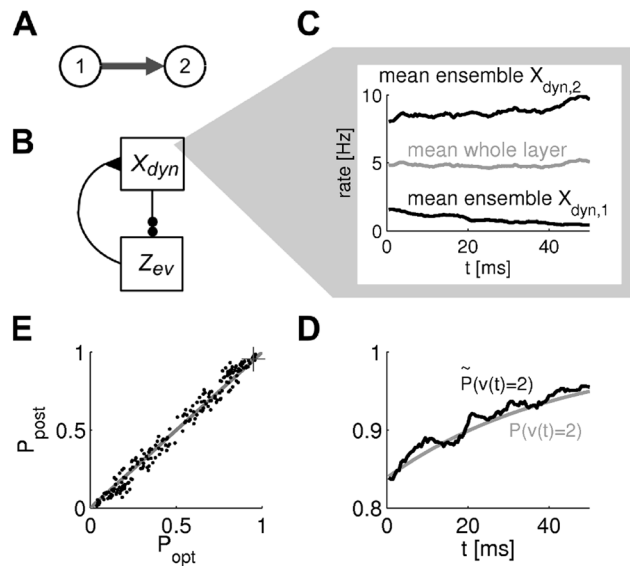 A
1 2
B
X_dyn
Z_ev
C
mean ensemble X_dyn,2
mean whole layer
mean ensemble X_dyn,1
rate [Hz]
10
5
0
0 20 40
t [ms]
E
P_post
1
0.5
0
0 0.5 1
P_opt
D
1
0.9
0.8
P̃(v(t)=2)
P(v(t)=2)
0 20 40
t [ms]